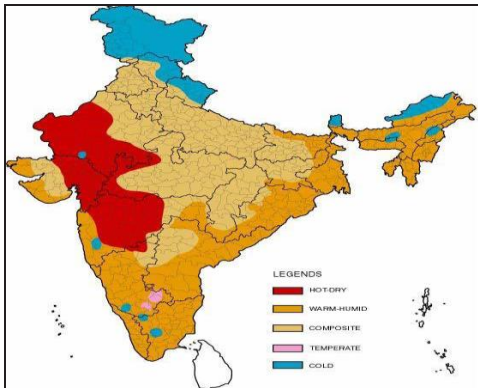 LEGENDS
HOT-DRY
WARM-HUMID
COMPOSITE
TEMPERATE
COLD